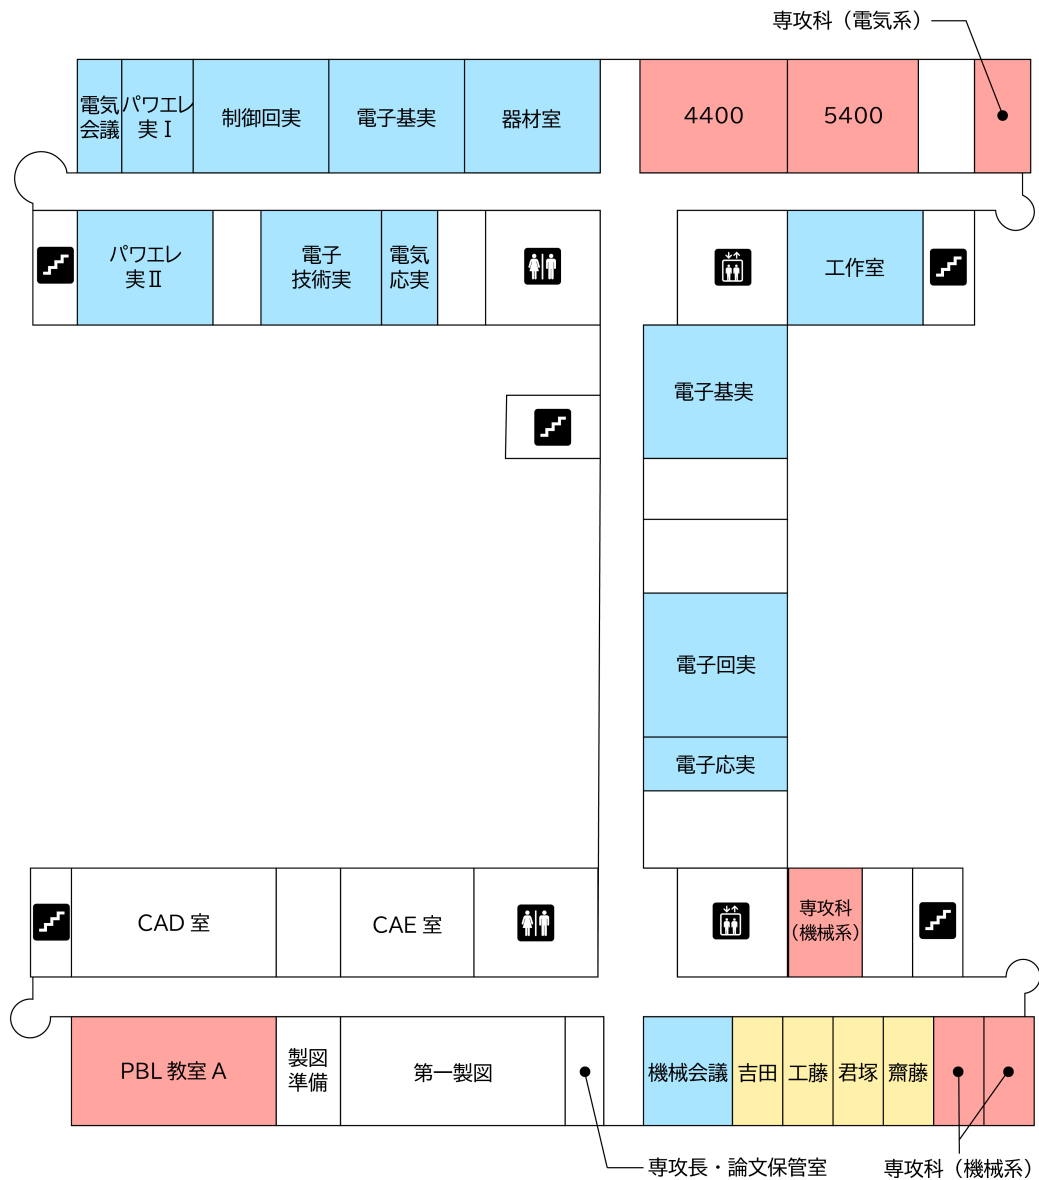 専攻科（電気系）
電気
会議
パワエレ
実Ⅰ
制御回実
電子基実
器材室
4400
5400
パワエレ
実Ⅱ
電子
技術実
電気
応実
工作室
電子基実
電子回実
電子応実
CAD 室
CAE 室
専攻科
（機械系）
PBL 教室 A
製図
準備
第一製図
機械会議
吉田
工藤
君塚
齋藤
専攻長・論文保管室
専攻科（機械系）